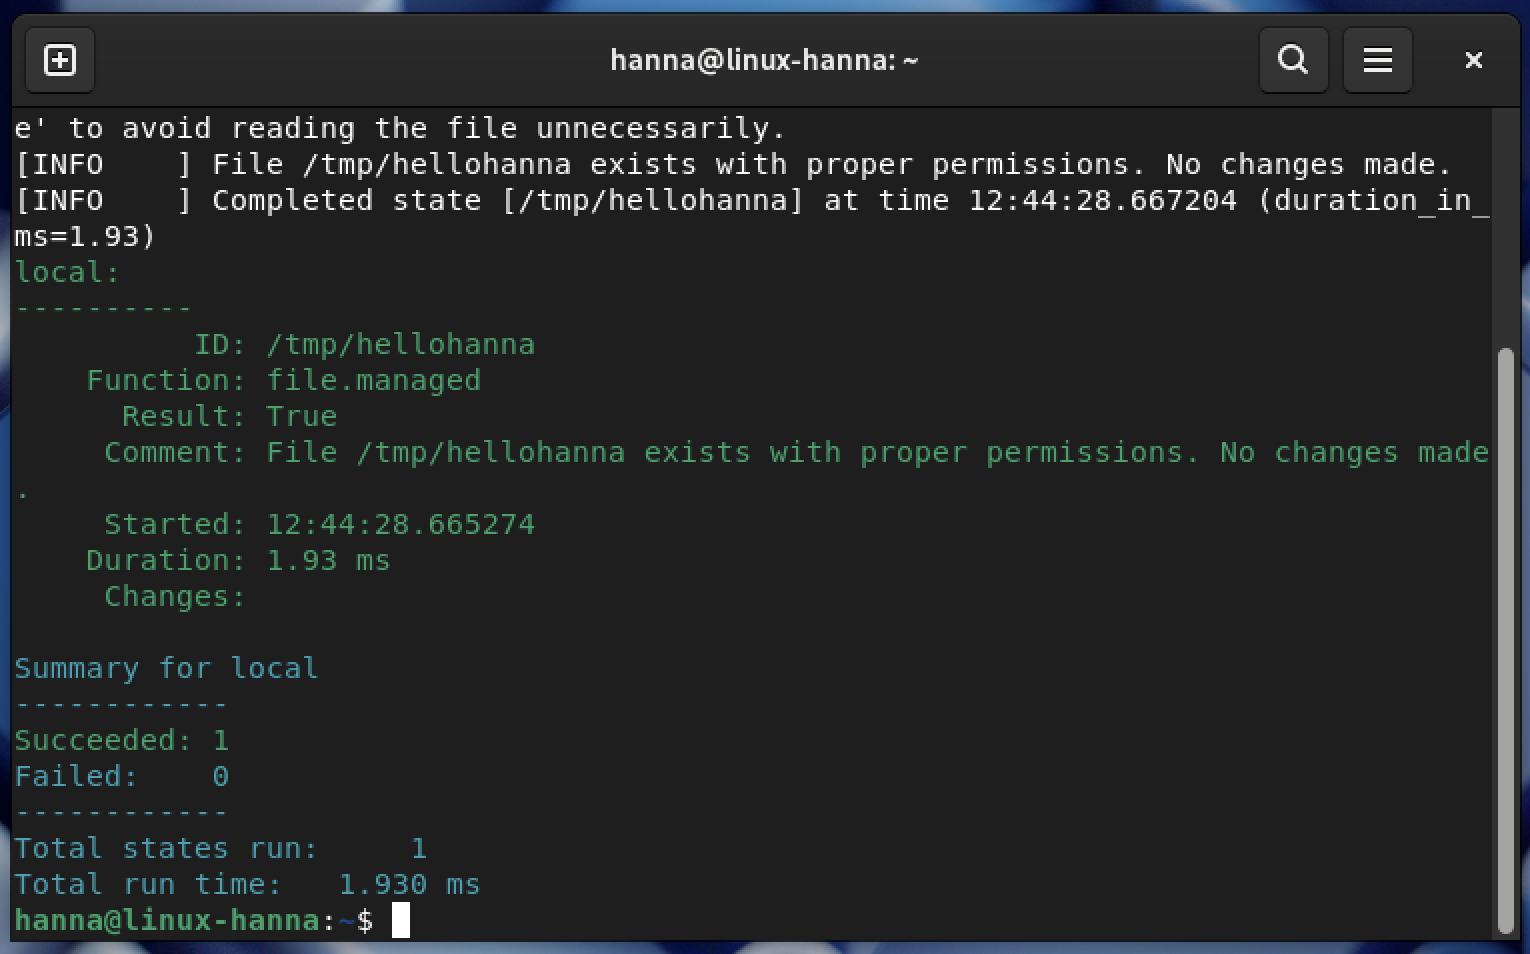 hanna@linux-hanna: ~
e' to avoid reading the file unnecessarily.
[INFO    ] File /tmp/hellohanna exists with proper permissions. No changes made.
[INFO    ] Completed state [/tmp/hellohanna] at time 12:44:28.667204 (duration_in_
ms=1.93)
local:
----------
          ID: /tmp/hellohanna
    Function: file.managed
      Result: True
     Comment: File /tmp/hellohanna exists with proper permissions. No changes made
.
     Started: 12:44:28.665274
    Duration: 1.93 ms
     Changes:
Summary for local
------------
Succeeded: 1
Failed:    0
------------
Total states run:     1
Total run time:   1.930 ms
hanna@linux-hanna:~$